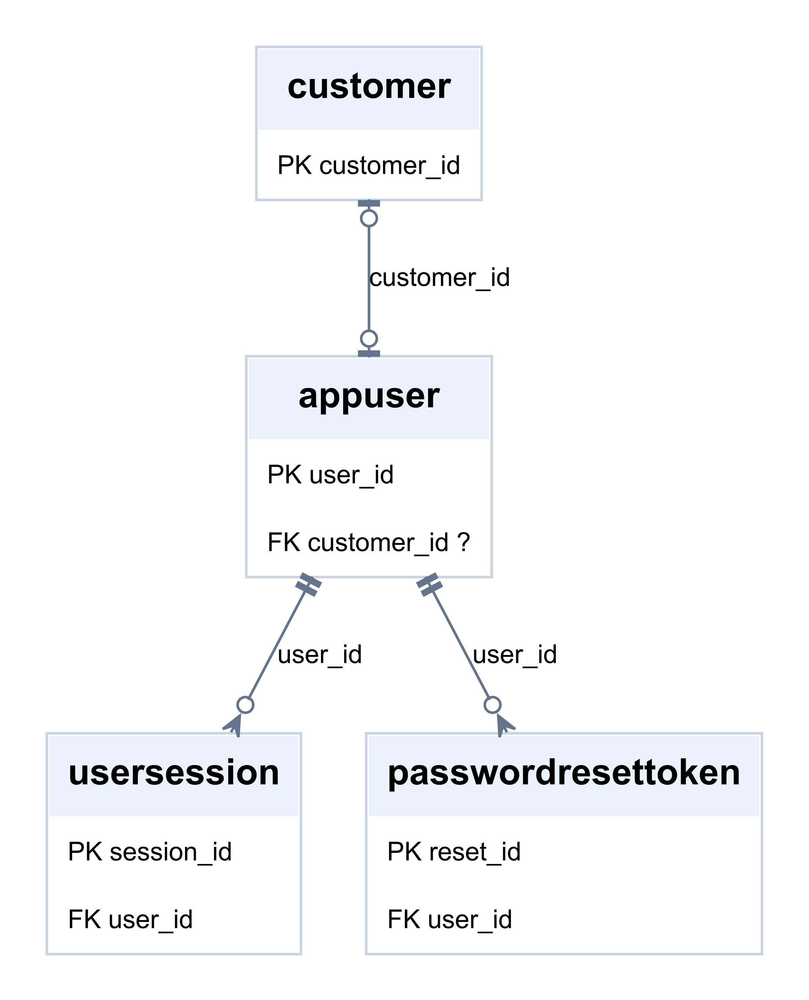 customer
PK customer_id
customer_id
appuser
PK user_id
FK customer_id ?
user_id
user_id
usersession
PK session_id
FK user_id
passwordresettoken
PK reset_id
FK user_id